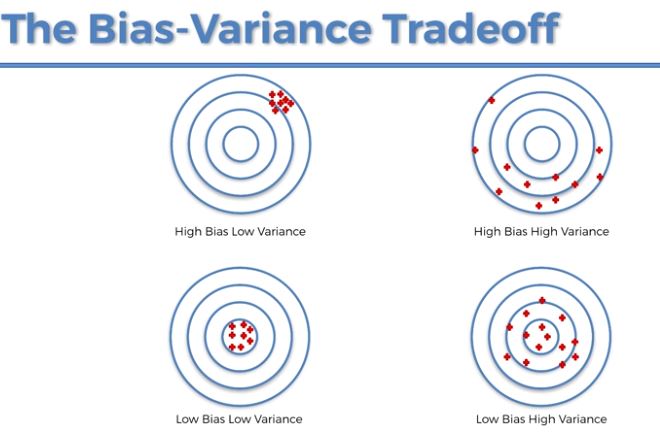 The Bias-Variance Tradeoff
High Bias Low Variance
High Bias High Variance
Low Bias Low Variance
Low Bias High Variance